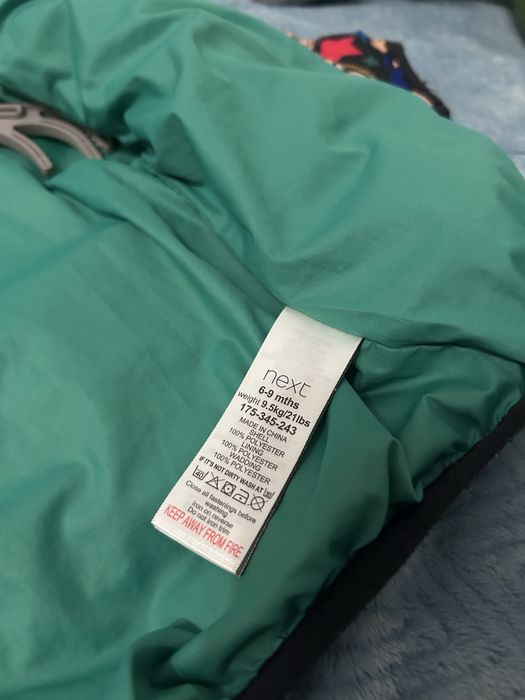 next
6-9 mths
weight 9.5kg/21lbs
175-345-243
MADE IN CHINA
SHELL
100% POLYESTER
LINING
100% POLYESTER
WADDING
100% POLYESTER
IF IT'S NOT DIRTY WASH AT 30
40
Close all fastenings before
washing
Iron on reverse
Do not iron trim
KEEP AWAY FROM FIRE